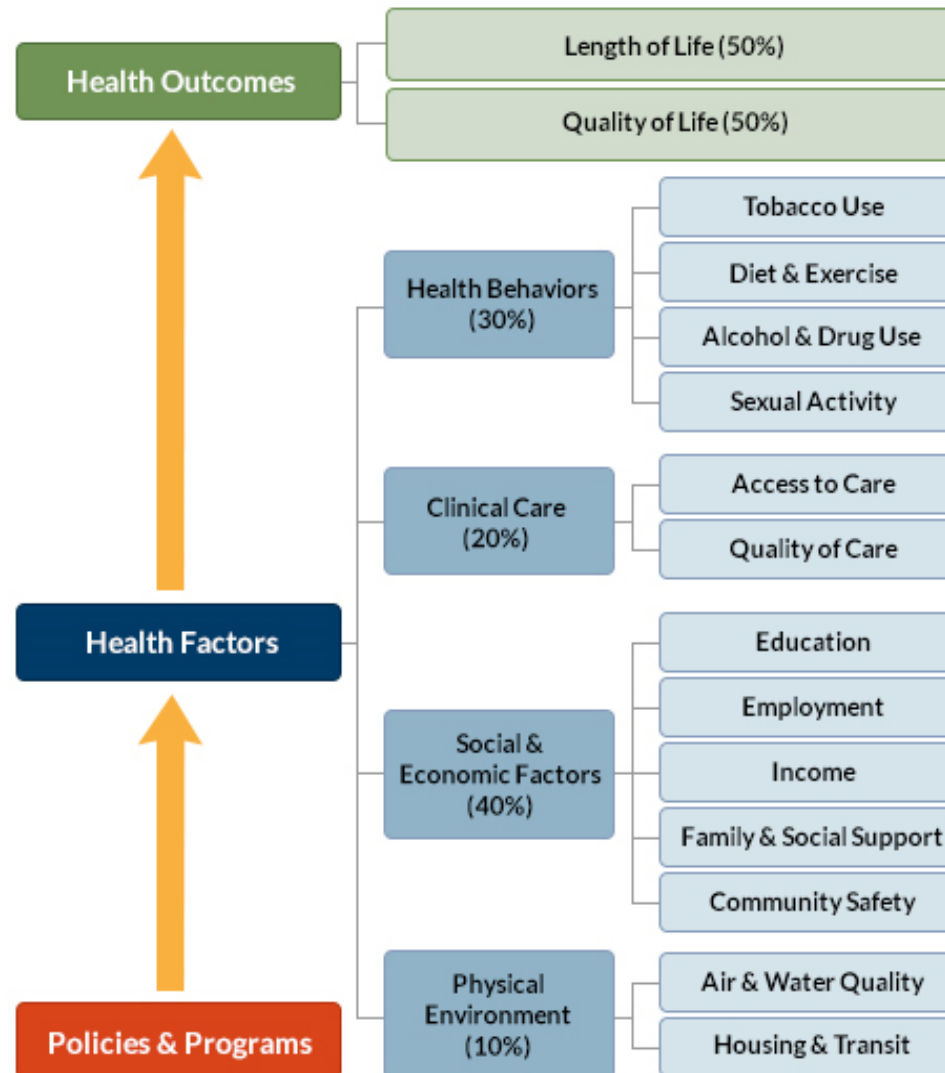 Health Outcomes
Length of Life (50%)
Quality of Life (50%)
Health Behaviors
(30%)
Tobacco Use
Diet & Exercise
Alcohol & Drug Use
Sexual Activity
Clinical Care
(20%)
Access to Care
Quality of Care
Health Factors
Social &
Economic Factors
(40%)
Education
Employment
Income
Family & Social Support
Community Safety
Physical
Environment
(10%)
Air & Water Quality
Housing & Transit
Policies & Programs